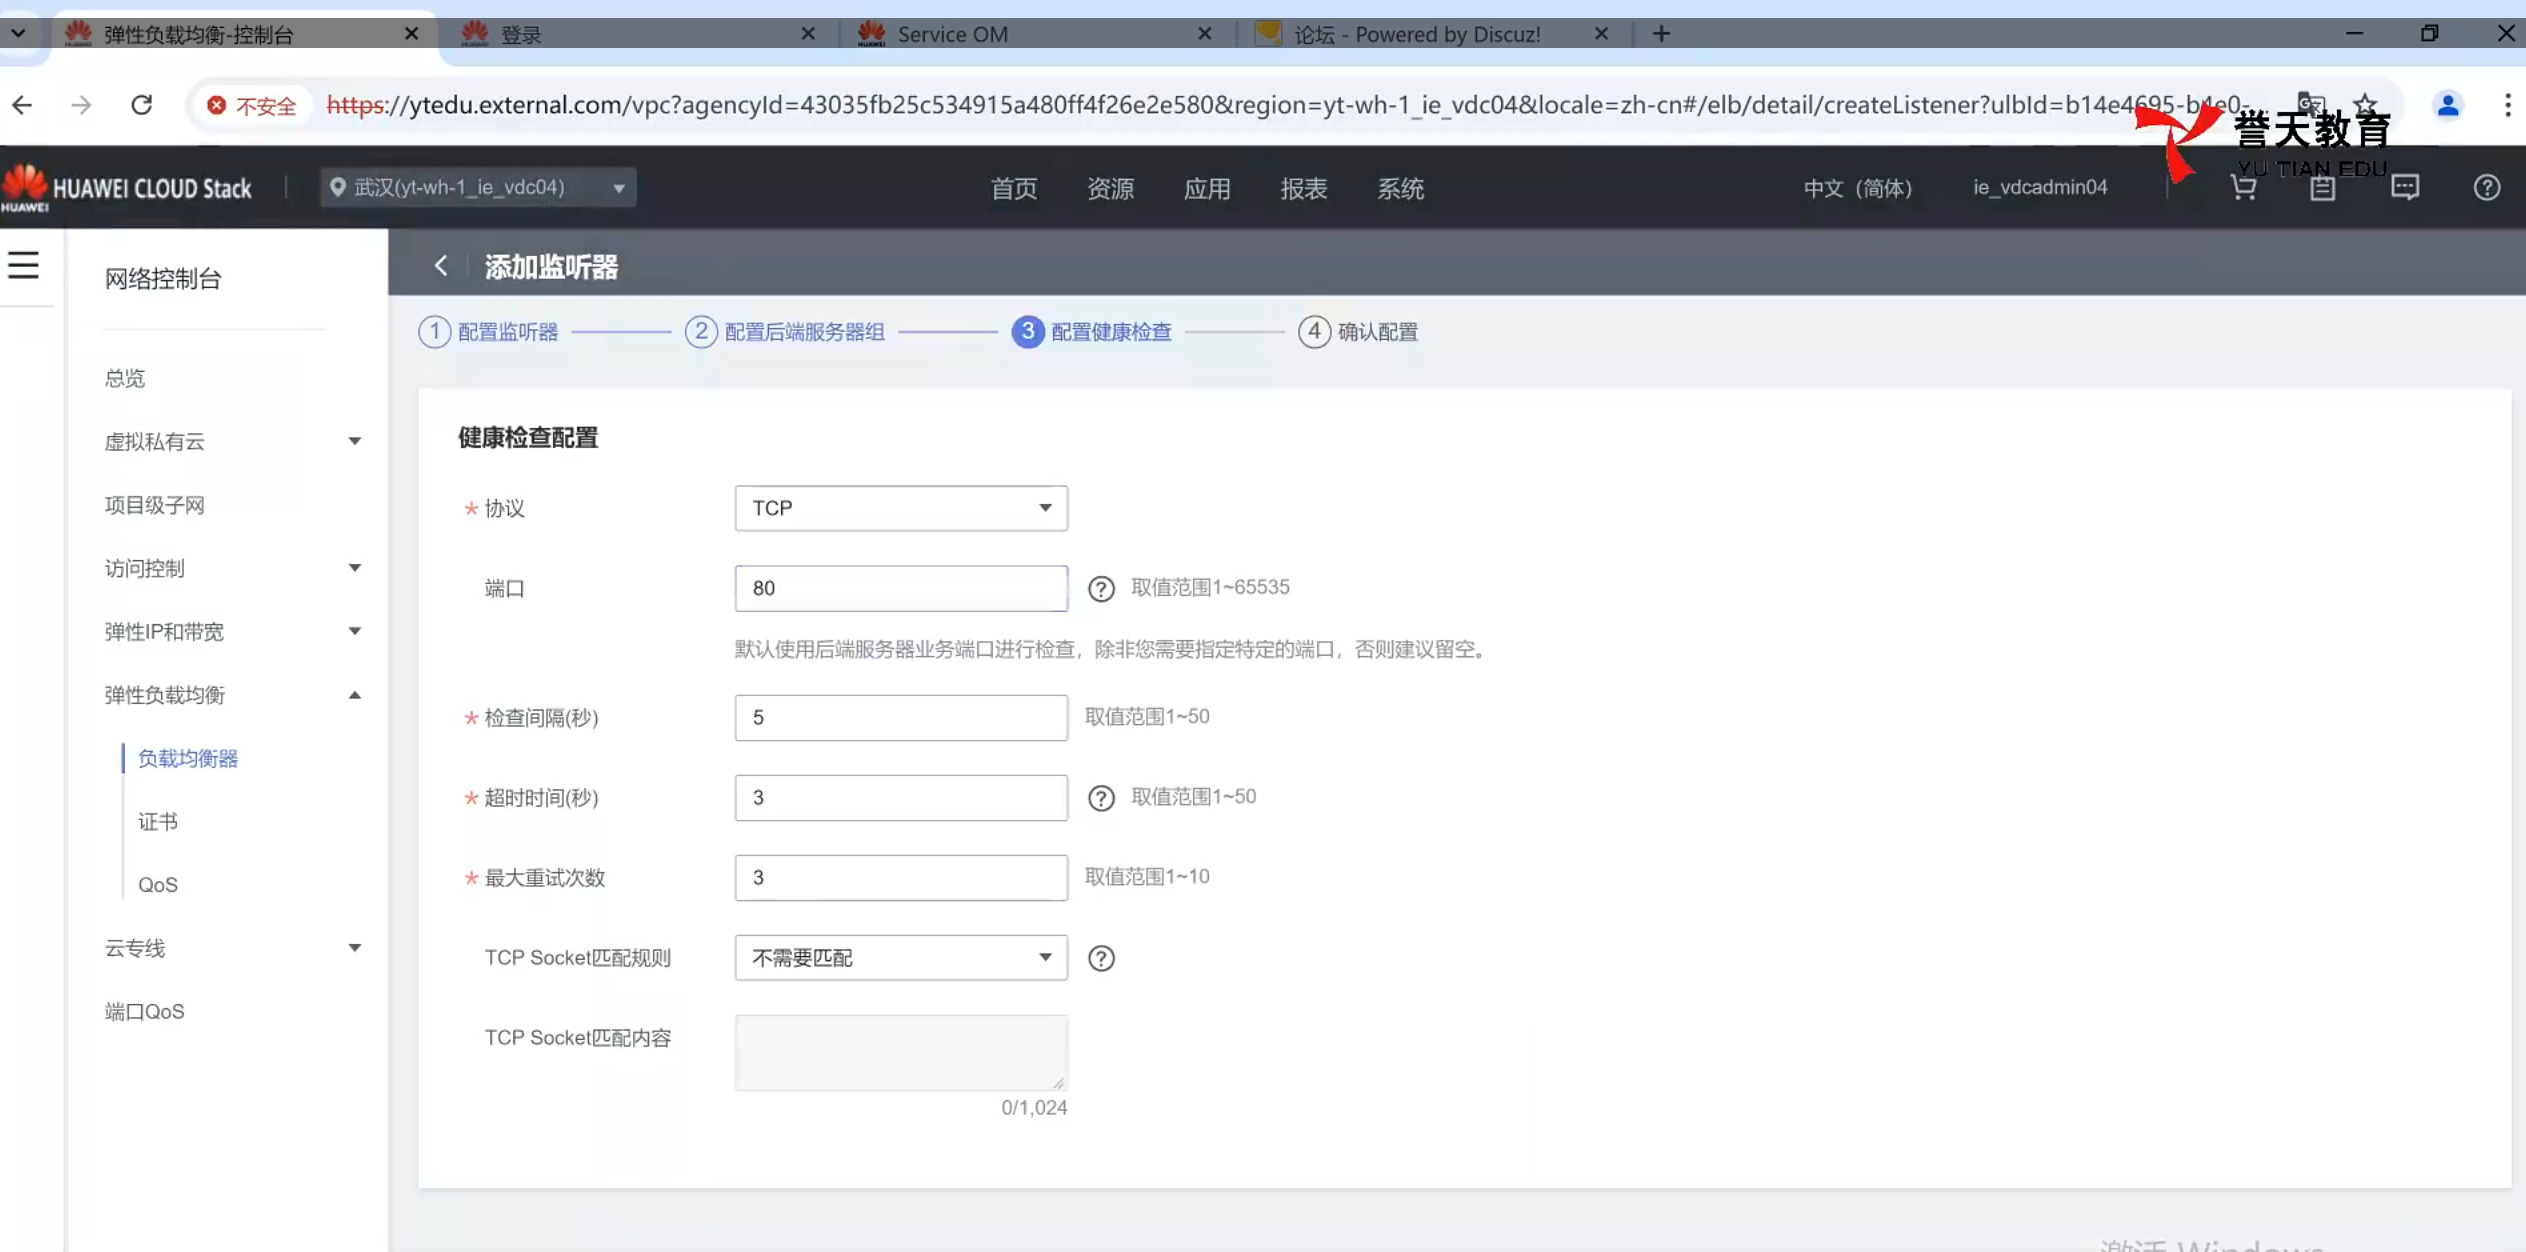 弹性负载均衡-控制台
登录
Service OM
论坛 - Powered by Discuz!
不安全
https://ytedu.external.com/vpc?agencyId=43035fb25c534915a480ff4f26e2e580&region=yt-wh-1_ie_vdc04&locale=zh-cn#/elb/detail/createListener?ulbId=b14e4695-b4e0-...
誉天教育
YU TIAN EDU
HUAWEI
HUAWEI CLOUD Stack
武汉(yt-wh-1_ie_vdc04)
首页
资源
应用
报表
系统
中文（简体）
ie_vdcadmin04
网络控制台
总览
虚拟私有云
项目级子网
访问控制
弹性IP和带宽
弹性负载均衡
负载均衡器
证书
QoS
云专线
端口QoS
添加监听器
1 配置监听器
2 配置后端服务器组
3 配置健康检查
4 确认配置
健康检查配置
* 协议 TCP
端口 80 取值范围1~65535
默认使用后端服务器业务端口进行检查，除非您需要指定特定的端口，否则建议留空。
* 检查间隔(秒) 5 取值范围1~50
* 超时时间(秒) 3 取值范围1~50
* 最大重试次数 3 取值范围1~10
TCP Socket匹配规则 不需要匹配
TCP Socket匹配内容
0/1,024
激活 Windows